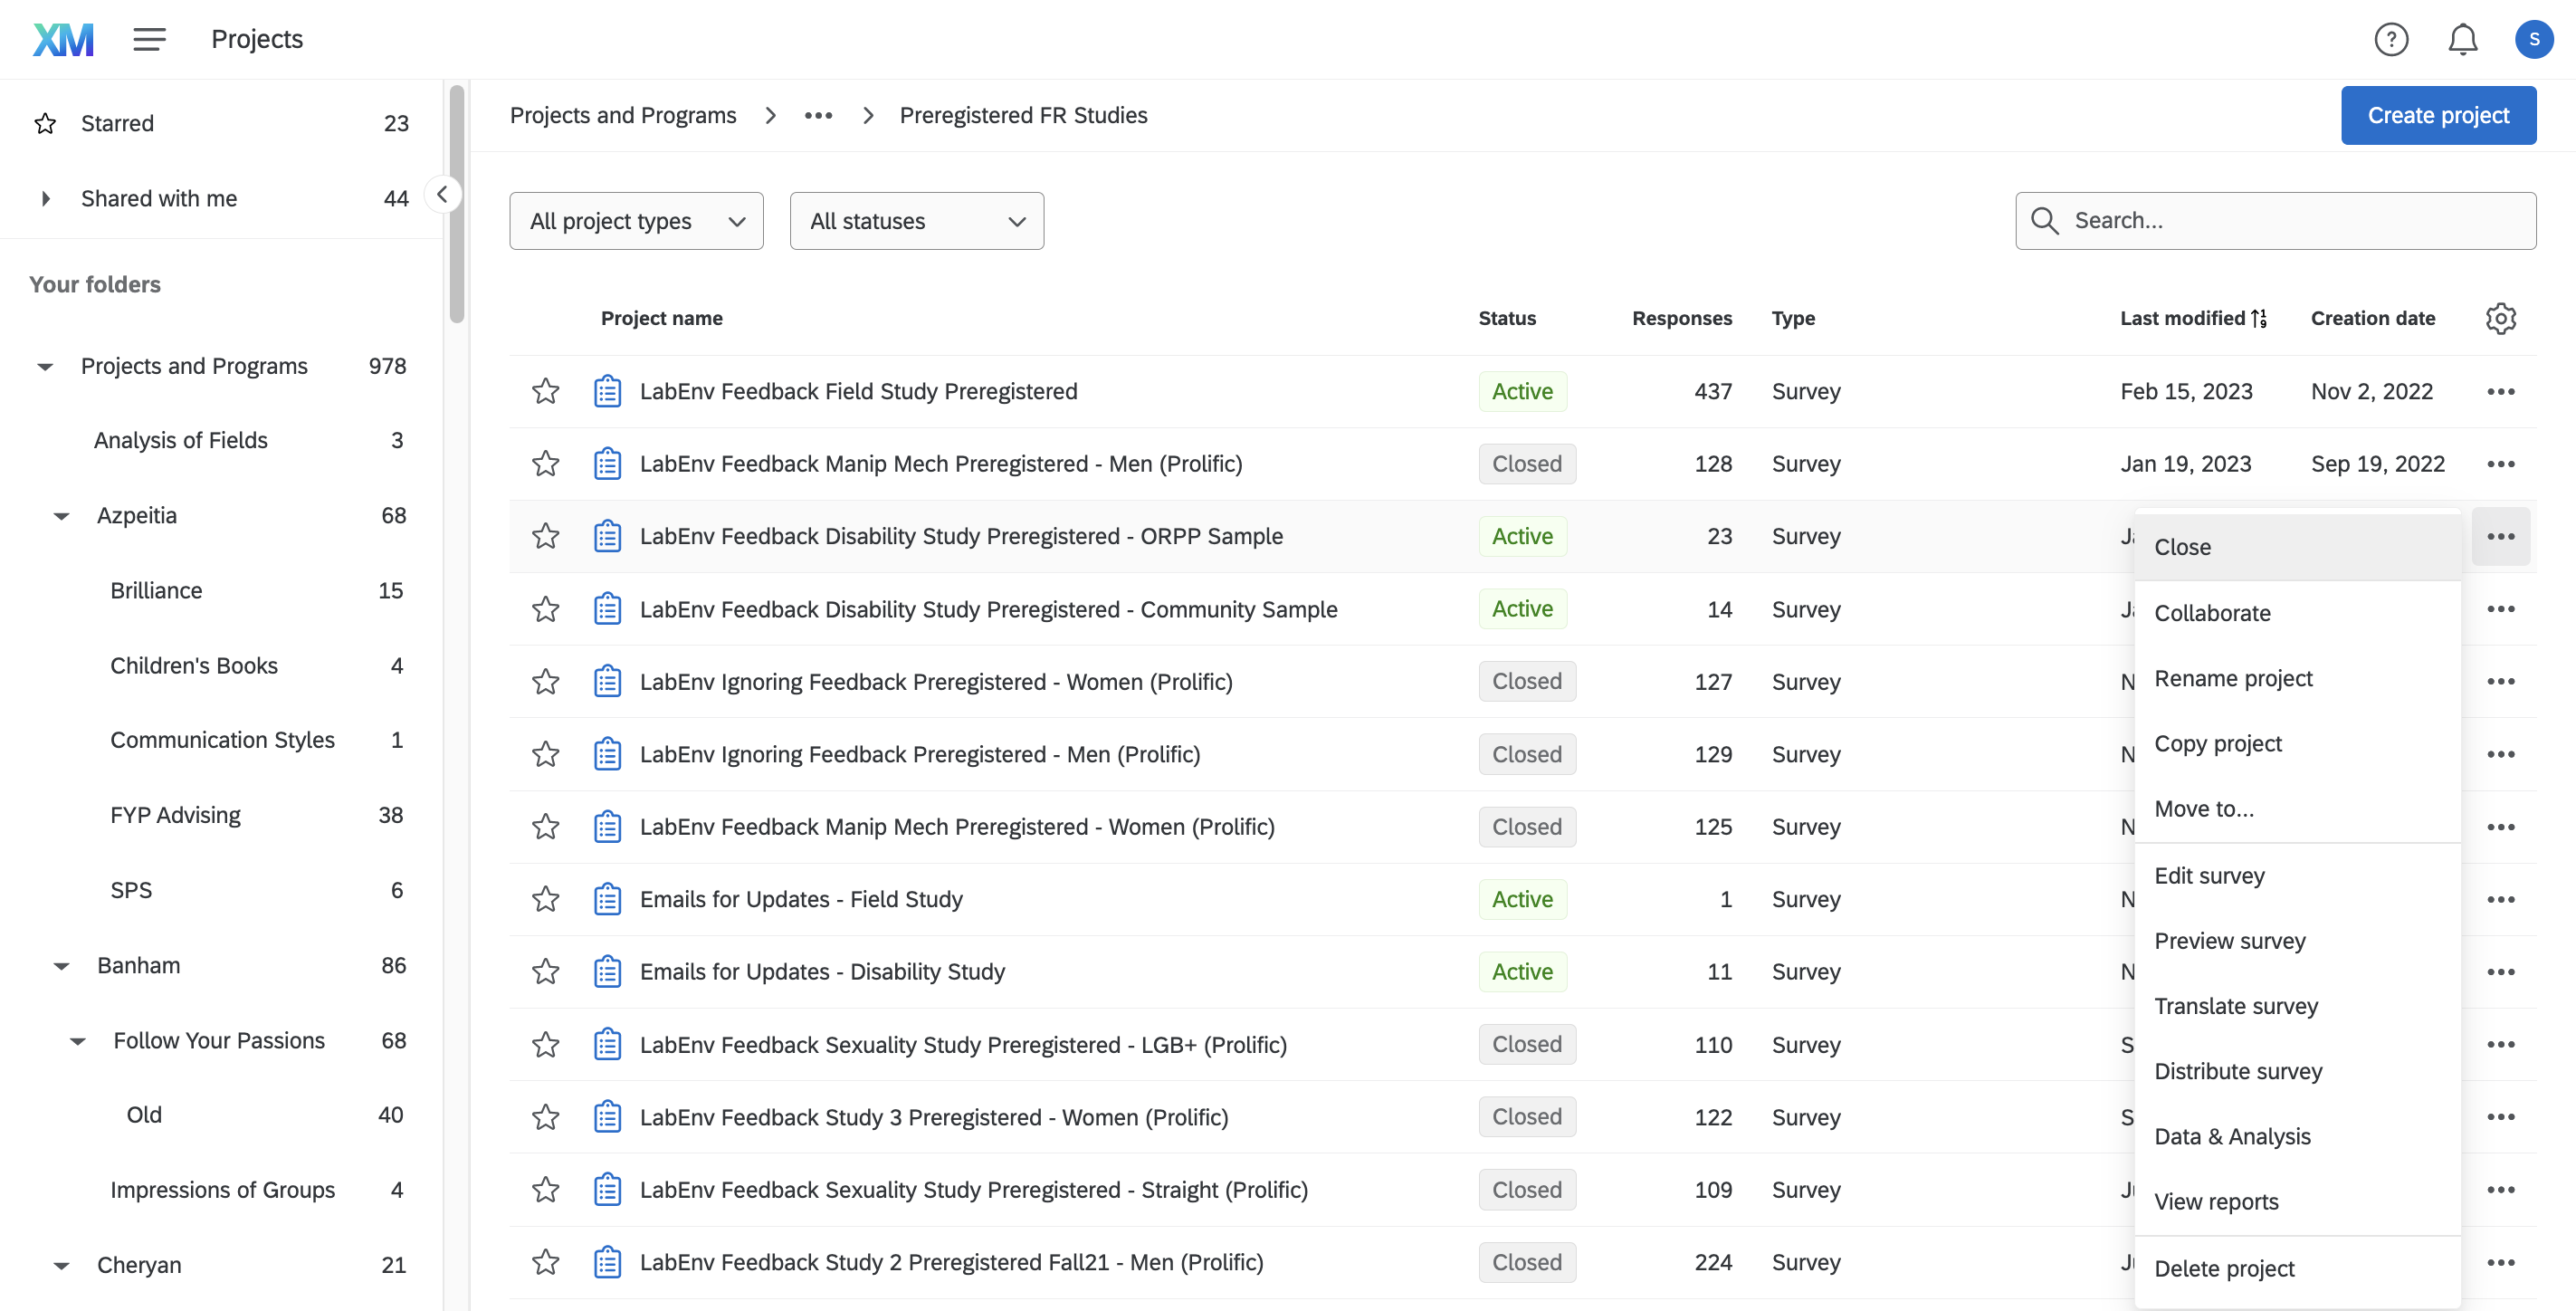 XM Projects ? S
Starred 23
Shared with me 44
Your folders
Projects and Programs 978
Analysis of Fields 3
Azpeitia 68
Brilliance 15
Children's Books 4
Communication Styles 1
FYP Advising 38
SPS 6
Banham 86
Follow Your Passions 68
Old 40
Impressions of Groups 4
Cheryan 21
Projects and Programs > ••• > Preregistered FR Studies Create project
All project types All statuses Search...
Project name Status Responses Type Last modified Creation date
LabEnv Feedback Field Study Preregistered Active 437 Survey Feb 15, 2023 Nov 2, 2022
LabEnv Feedback Manip Mech Preregistered - Men (Prolific) Closed 128 Survey Jan 19, 2023 Sep 19, 2022
LabEnv Feedback Disability Study Preregistered - ORPP Sample Active 23 Survey
LabEnv Feedback Disability Study Preregistered - Community Sample Active 14 Survey
LabEnv Ignoring Feedback Preregistered - Women (Prolific) Closed 127 Survey N
LabEnv Ignoring Feedback Preregistered - Men (Prolific) Closed 129 Survey N
LabEnv Feedback Manip Mech Preregistered - Women (Prolific) Closed 125 Survey N
Emails for Updates - Field Study Active 1 Survey N
Emails for Updates - Disability Study Active 11 Survey N
LabEnv Feedback Sexuality Study Preregistered - LGB+ (Prolific) Closed 110 Survey S
LabEnv Feedback Study 3 Preregistered - Women (Prolific) Closed 122 Survey S
LabEnv Feedback Sexuality Study Preregistered - Straight (Prolific) Closed 109 Survey
LabEnv Feedback Study 2 Preregistered Fall21 - Men (Prolific) Closed 224 Survey
Close
Collaborate
Rename project
Copy project
Move to...
Edit survey
Preview survey
Translate survey
Distribute survey
Data & Analysis
View reports
Delete project